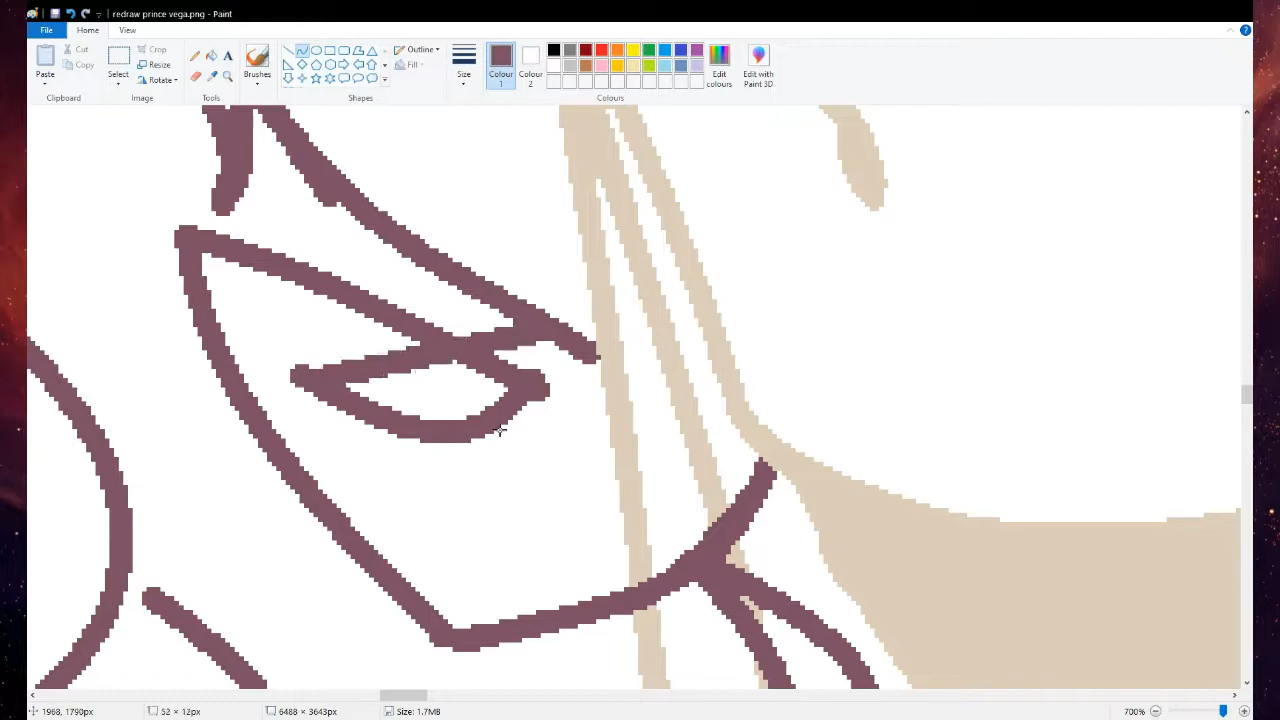 redraw prince vega.png - Paint
File Home View
Paste Cut Copy Clipboard
Select Crop Resize Rotate Image
A Tools
Brushes
Outline Fill Shapes
Size
Colour 1 Colour 2 Edit colours Edit with Paint 3D Colours
1968, 1790px 52 × 12px 6488 × 3643px Size: 1.7MB 700%